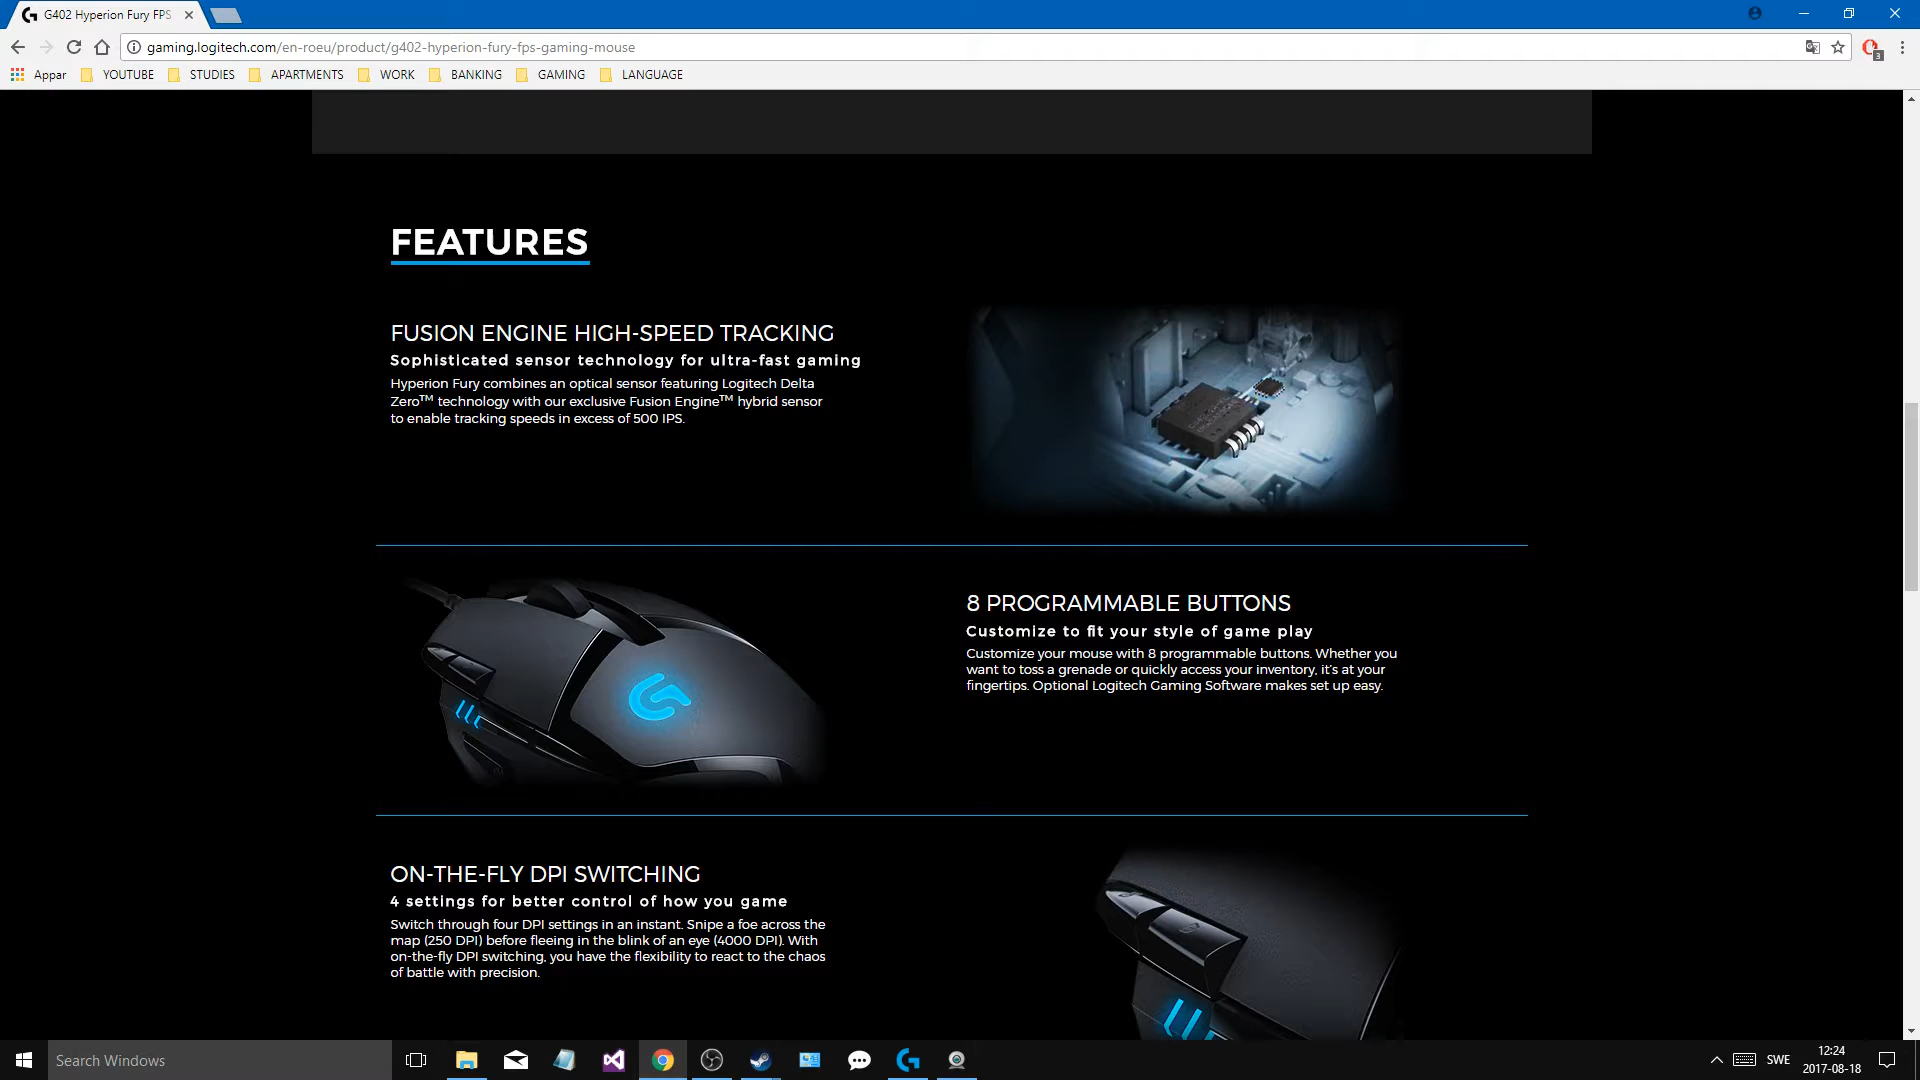 G402 Hyperion Fury FPS
gaming.logitech.com/en-roeu/product/g402-hyperion-fury-fps-gaming-mouse
3
Appar YOUTUBE STUDIES APARTMENTS WORK BANKING GAMING LANGUAGE
FEATURES
FUSION ENGINE HIGH-SPEED TRACKING
Sophisticated sensor technology for ultra-fast gaming
Hyperion Fury combines an optical sensor featuring Logitech Delta
Zero™ technology with our exclusive Fusion Engine™ hybrid sensor
to enable tracking speeds in excess of 500 IPS.
8 PROGRAMMABLE BUTTONS
Customize to fit your style of game play
Customize your mouse with 8 programmable buttons. Whether you
want to toss a grenade or quickly access your inventory, it’s at your
fingertips. Optional Logitech Gaming Software makes set up easy.
ON-THE-FLY DPI SWITCHING
4 settings for better control of how you game
Switch through four DPI settings in an instant. Snipe a foe across the
map (250 DPI) before fleeing in the blink of an eye (4000 DPI). With
on-the-fly DPI switching, you have the flexibility to react to the chaos
of battle with precision.
Search Windows
SWE
12:24
2017-08-18